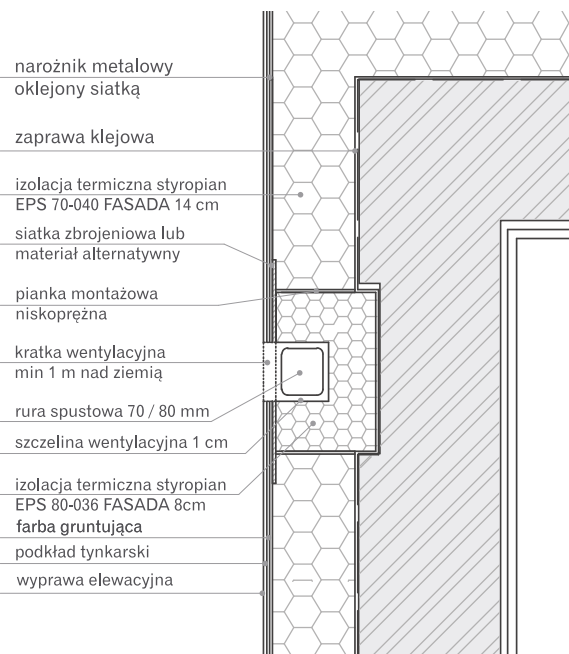 narożnik metalowy
oklejony siatką
zaprawa klejowa
izolacja termiczna styropian
EPS 70-040 FASADA 14 cm
siatka zbrojeniowa lub
materiał alternatywny
pianka montażowa
niskoprężna
kratka wentylacyjna
min 1 m nad ziemią
rura spustowa 70 / 80 mm
szczelina wentylacyjna 1 cm
izolacja termiczna styropian
EPS 80-036 FASADA 8cm
farba gruntująca
podkład tynkarski
wyprawa elewacyjna